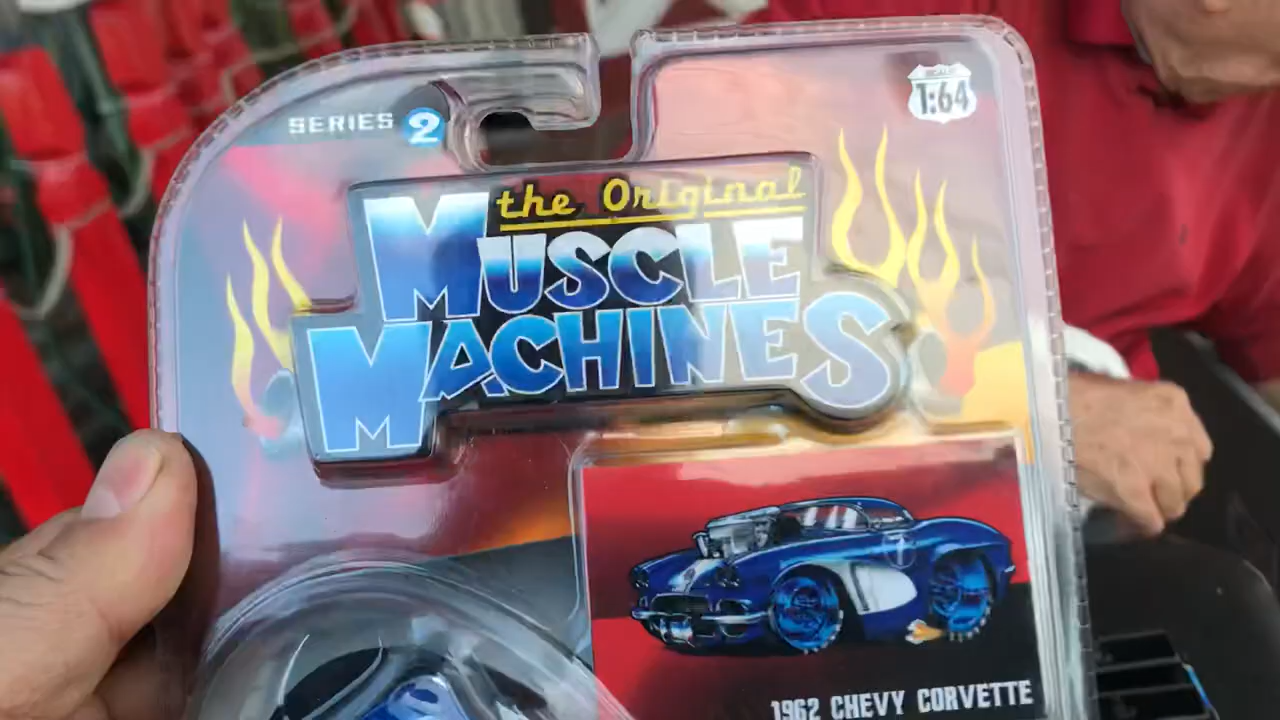 SERIES 2
1:64
the Original
MUSCLE
MACHINES
1962 CHEVY CORVETTE